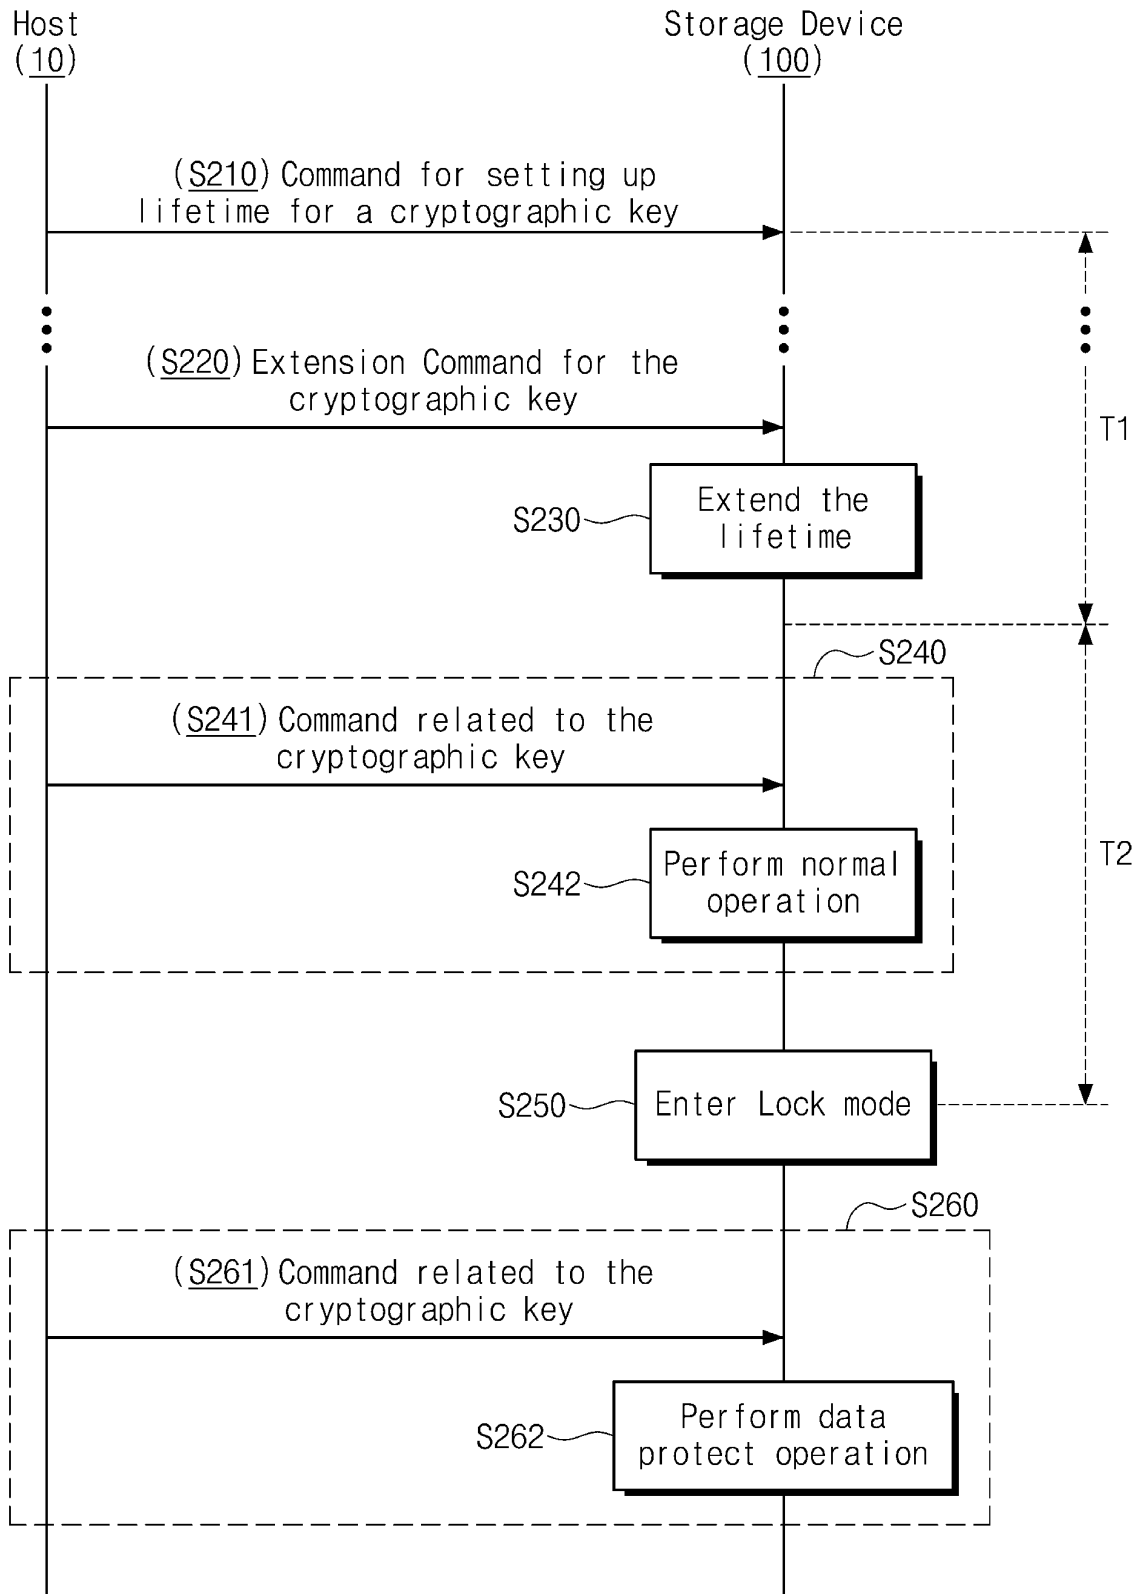 Host
(10)
Storage Device
(100)
(S210) Command for setting up
lifetime for a cryptographic key
(S220) Extension Command for the
cryptographic key
T1
S230
Extend the
lifetime
S240
(S241) Command related to the
cryptographic key
S242
Perform normal
operation
T2
S250
Enter Lock mode
S260
(S261) Command related to the
cryptographic key
S262
Perform data
protect operation